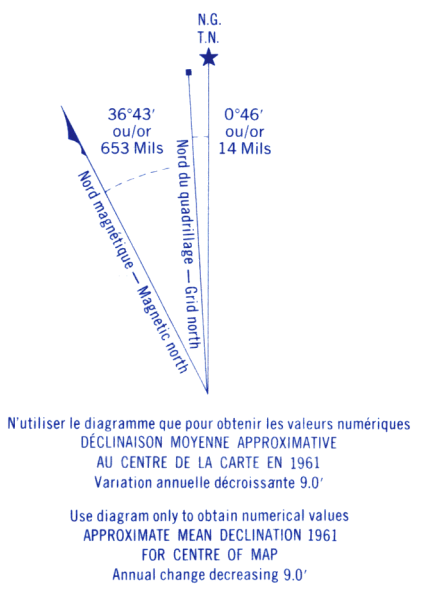 N.G.
T.N.
36°43′
ou/or
653 Mils
0°46′
ou/or
14 Mils
Nord magnétique — Magnetic north
Nord du quadrillage — Grid north
N'utiliser le diagramme que pour obtenir les valeurs numériques
DÉCLINAISON MOYENNE APPROXIMATIVE
AU CENTRE DE LA CARTE EN 1961
Variation annuelle décroissante 9.0′
Use diagram only to obtain numerical values
APPROXIMATE MEAN DECLINATION 1961
FOR CENTRE OF MAP
Annual change decreasing 9.0′